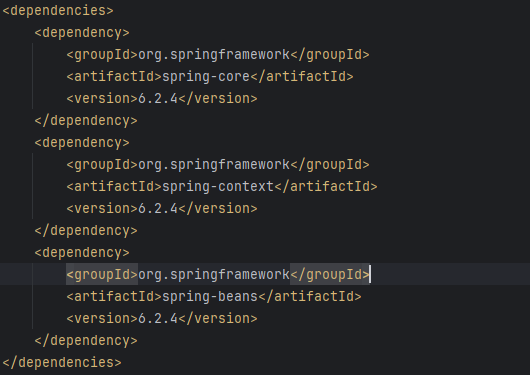 <dependencies>
<dependency>
<groupId>org.springframework</groupId>
<artifactId>spring-core</artifactId>
<version>6.2.4</version>
</dependency>
<dependency>
<groupId>org.springframework</groupId>
<artifactId>spring-context</artifactId>
<version>6.2.4</version>
</dependency>
<dependency>
<groupId>org.springframework</groupId>
<artifactId>spring-beans</artifactId>
<version>6.2.4</version>
</dependency>
</dependencies>